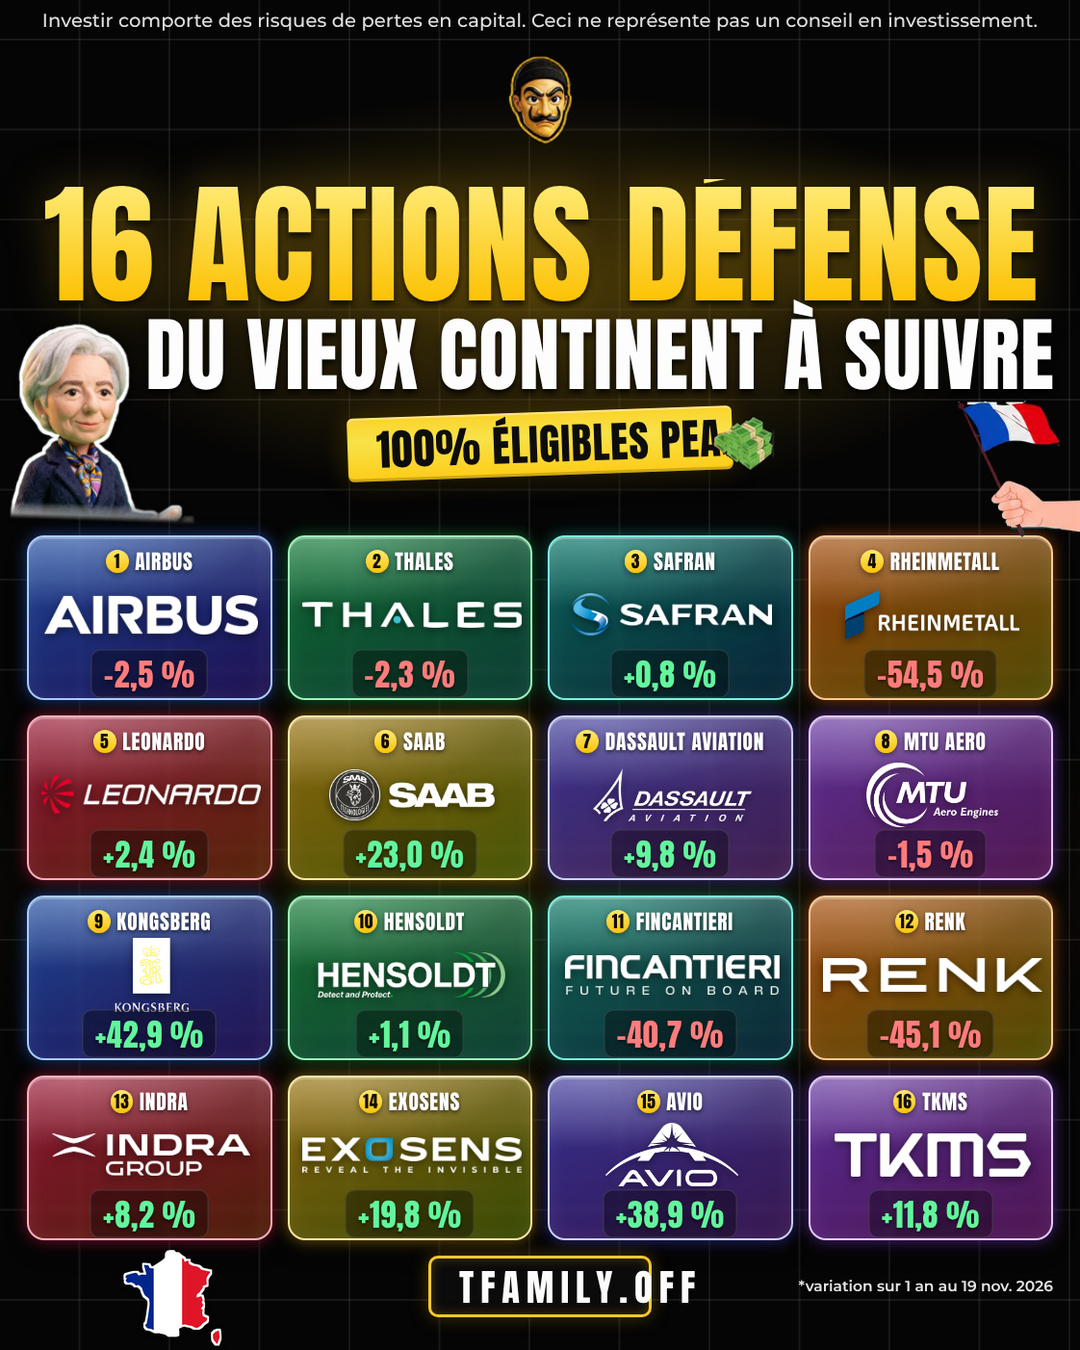 Investir comporte des risques de pertes en capital. Ceci ne représente pas un conseil en investissement.
16 ACTIONS DÉFENSE
DU VIEUX CONTINENT À SUIVRE
100% ÉLIGIBLES PEA
1 AIRBUS
AIRBUS
-2,5 %
2 THALES
THALES
-2,3 %
3 SAFRAN
SAFRAN
+0,8 %
4 RHEINMETALL
RHEINMETALL
-54,5 %
5 LEONARDO
LEONARDO
+2,4 %
6 SAAB
SAAB
SAAB
+23,0 %
7 DASSAULT AVIATION
DASSAULT
AVIATION
+9,8 %
8 MTU AERO
MTU
Aero Engines
-1,5 %
9 KONGSBERG
KONGSBERG
+42,9 %
10 HENSOLDT
HENSOLDT
Detect and Protect.
+1,1 %
11 FINCANTIERI
FINCANTIERI
FUTURE ON BOARD
-40,7 %
12 RENK
RENK
-45,1 %
13 INDRA
INDRA
GROUP
+8,2 %
14 EXOSENS
EXOSENS
REVEAL THE INVISIBLE
+19,8 %
15 AVIO
AVIO
+38,9 %
16 TKMS
TKMS
+11,8 %
TFAMILY.OFF
*variation sur 1 an au 19 nov. 2026